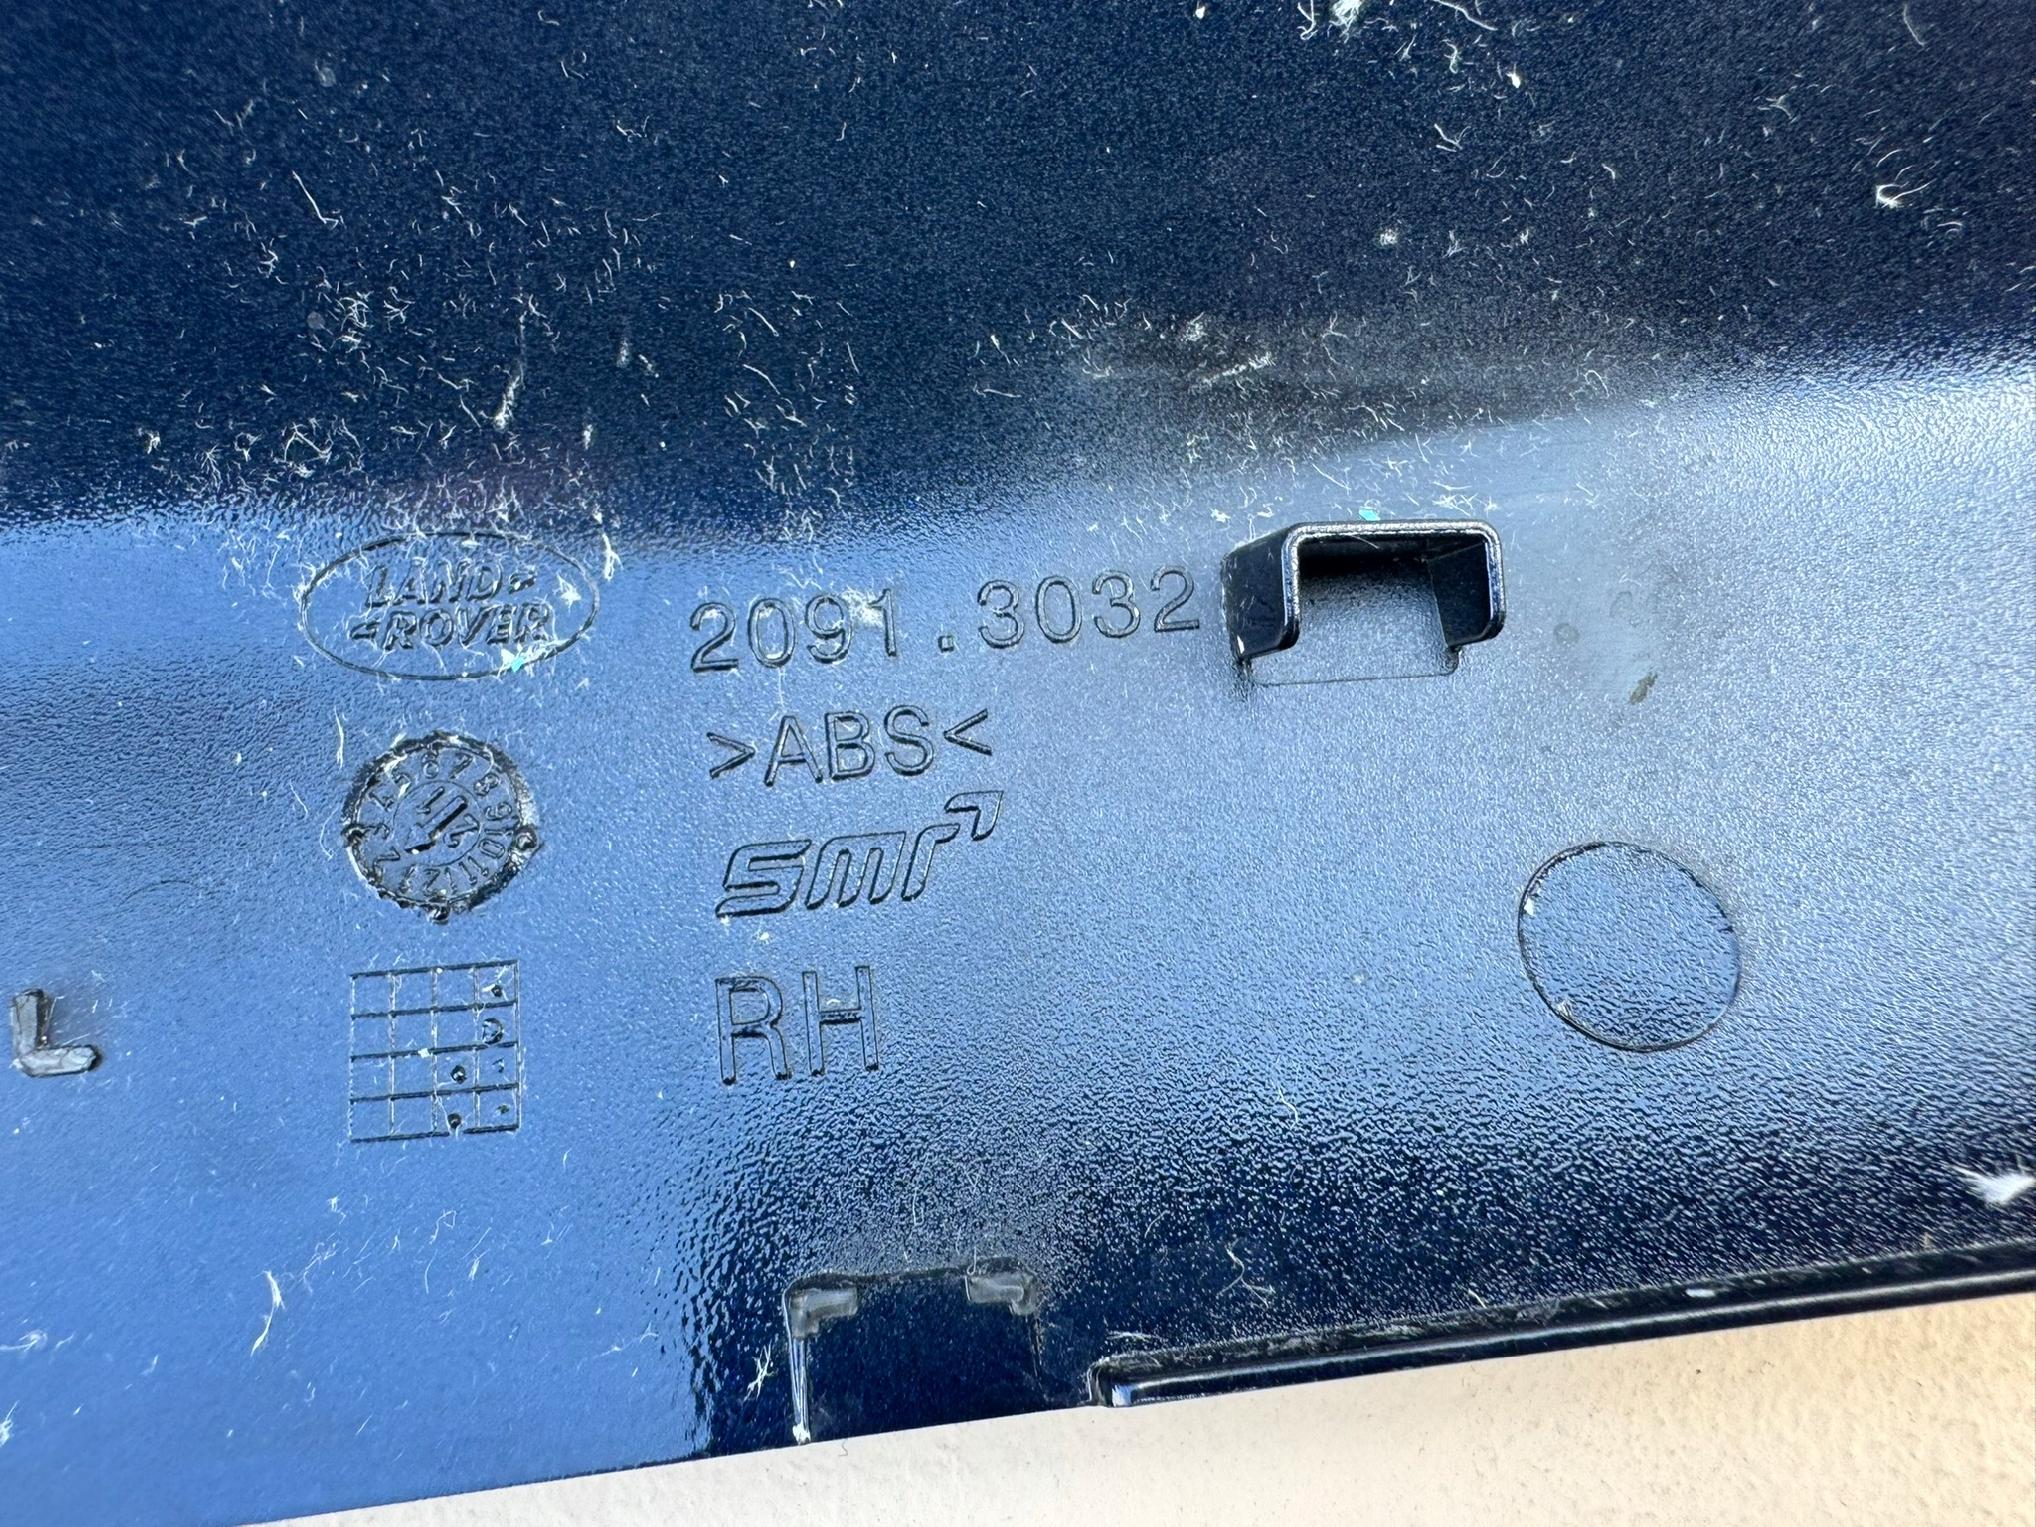 LAND-
-ROVER
2091.3032
>ABS<
smr
RH